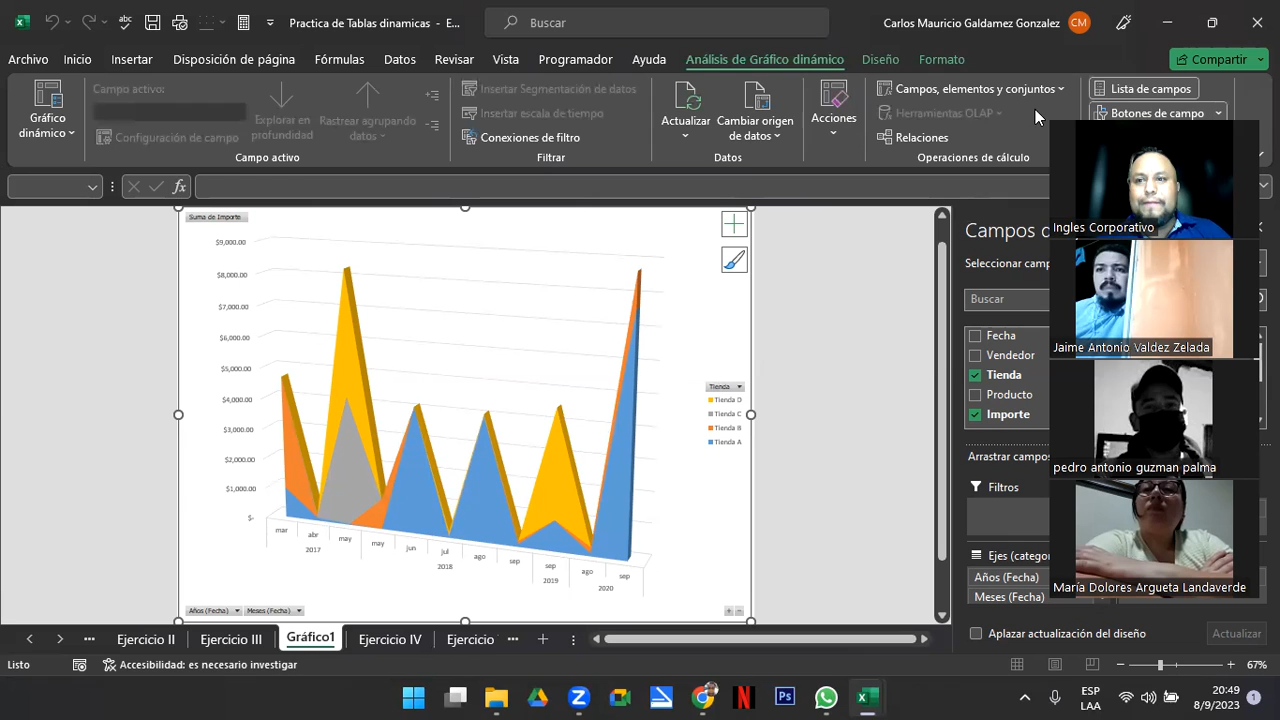 Practica de Tablas dinamicas - E...
Buscar
Carlos Mauricio Galdamez Gonzalez
CM
Archivo
Inicio
Insertar
Disposición de página
Fórmulas
Datos
Revisar
Vista
Programador
Ayuda
Análisis de Gráfico dinámico
Diseño
Formato
Compartir
Gráfico dinámico
Campo activo:
Configuración de campo
Explorar en profundidad
Rastrear agrupando datos
Campo activo
Insertar Segmentación de datos
Insertar escala de tiempo
Conexiones de filtro
Filtrar
Actualizar
Cambiar origen de datos
Datos
Acciones
Campos, elementos y conjuntos
Herramientas OLAP
Relaciones
Operaciones de cálculo
Lista de campos
Botones de campo
fx
Suma de Importe
$9,000.00
$8,000.00
$7,000.00
$6,000.00
$5,000.00
$4,000.00
$3,000.00
$2,000.00
$1,000.00
$-
mar
abr
may
may
jun
jul
ago
sep
sep
ago
sep
2017
2018
2019
2020
Tienda
Tienda D
Tienda C
Tienda B
Tienda A
Años (Fecha)
Meses (Fecha)
Campos d
Seleccionar camp
Buscar
Fecha
Vendedor
Tienda
Producto
Importe
Arrastrar campos
Filtros
Ejes (catego
Años (Fecha)
Meses (Fecha)
Aplazar actualización del diseño
Actualizar
Ingles Corporativo
Jaime Antonio Valdez Zelada
pedro antonio guzman palma
María Dolores Argueta Landaverde
Ejercicio II
Ejercicio III
Gráfico1
Ejercicio IV
Ejercicio
Listo
Accesibilidad: es necesario investigar
67%
ESP
LAA
20:49
8/9/2023